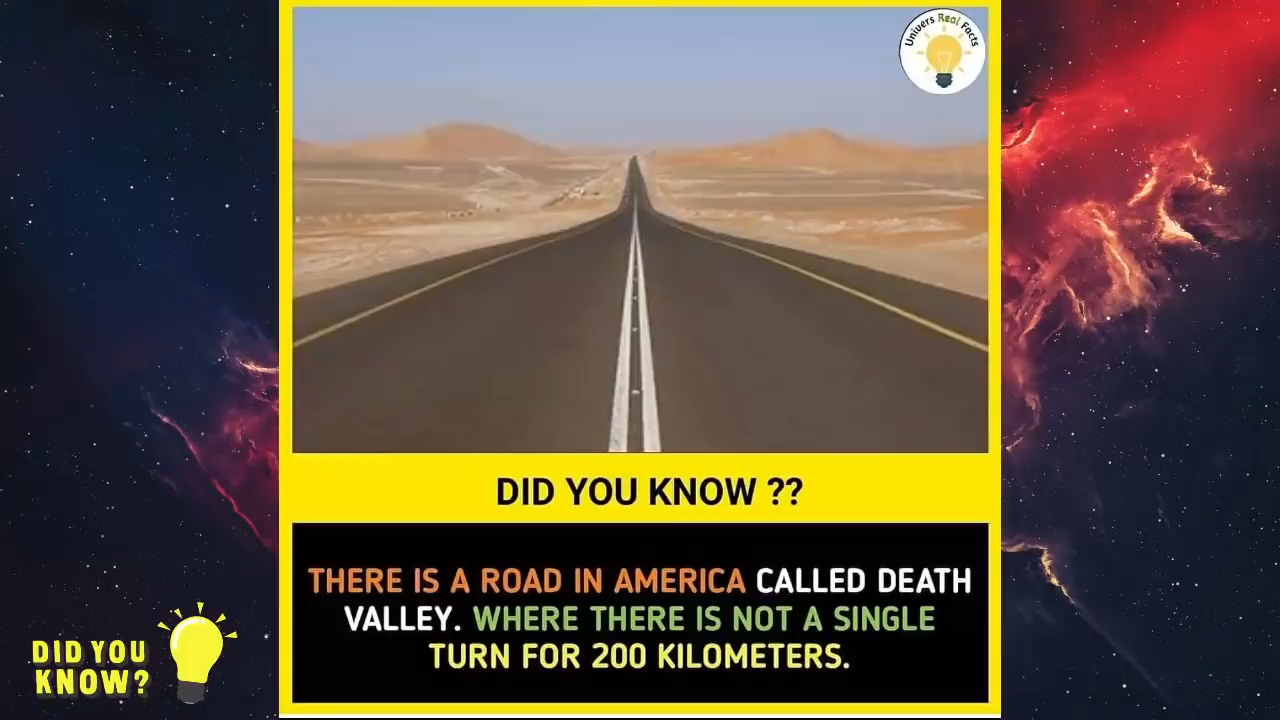 Univers Real Facts
DID YOU KNOW ??
THERE IS A ROAD IN AMERICA CALLED DEATH
VALLEY. WHERE THERE IS NOT A SINGLE
TURN FOR 200 KILOMETERS.
DID YOU
KNOW?